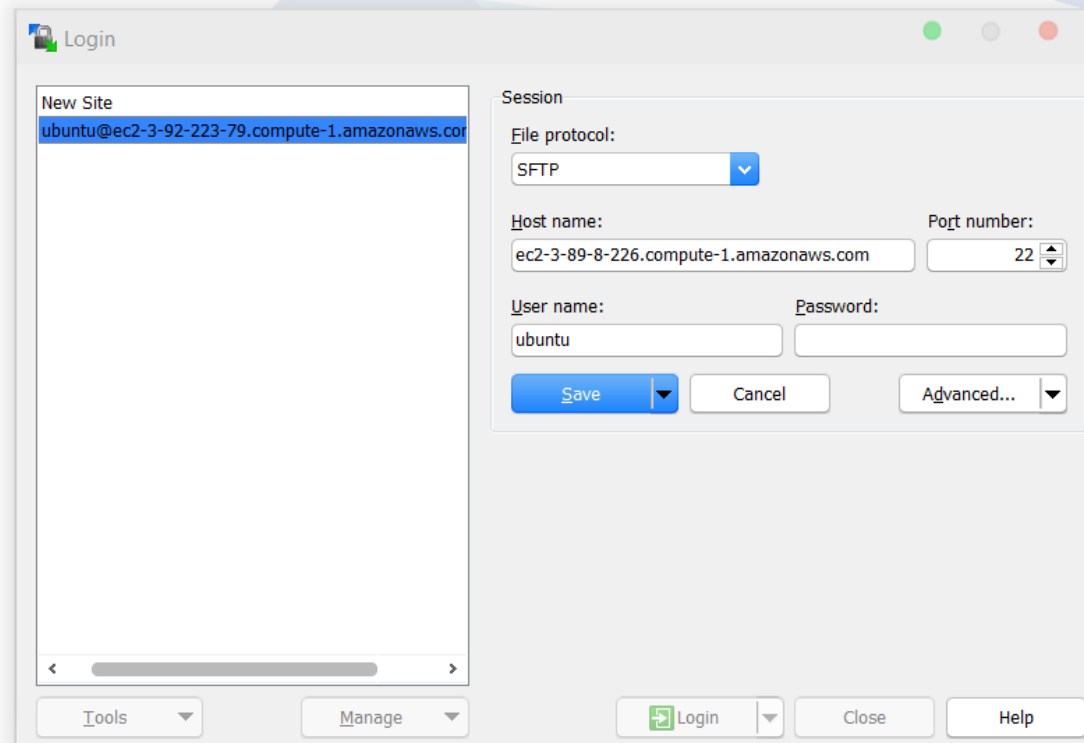 Login
New Site
ubuntu@ec2-3-92-223-79.compute-1.amazonaws.com
Session
File protocol:
SFTP
Host name:
Port number:
ec2-3-89-8-226.compute-1.amazonaws.com
22
User name:
Password:
ubuntu
Save
Cancel
Advanced...
Tools
Manage
Login
Close
Help